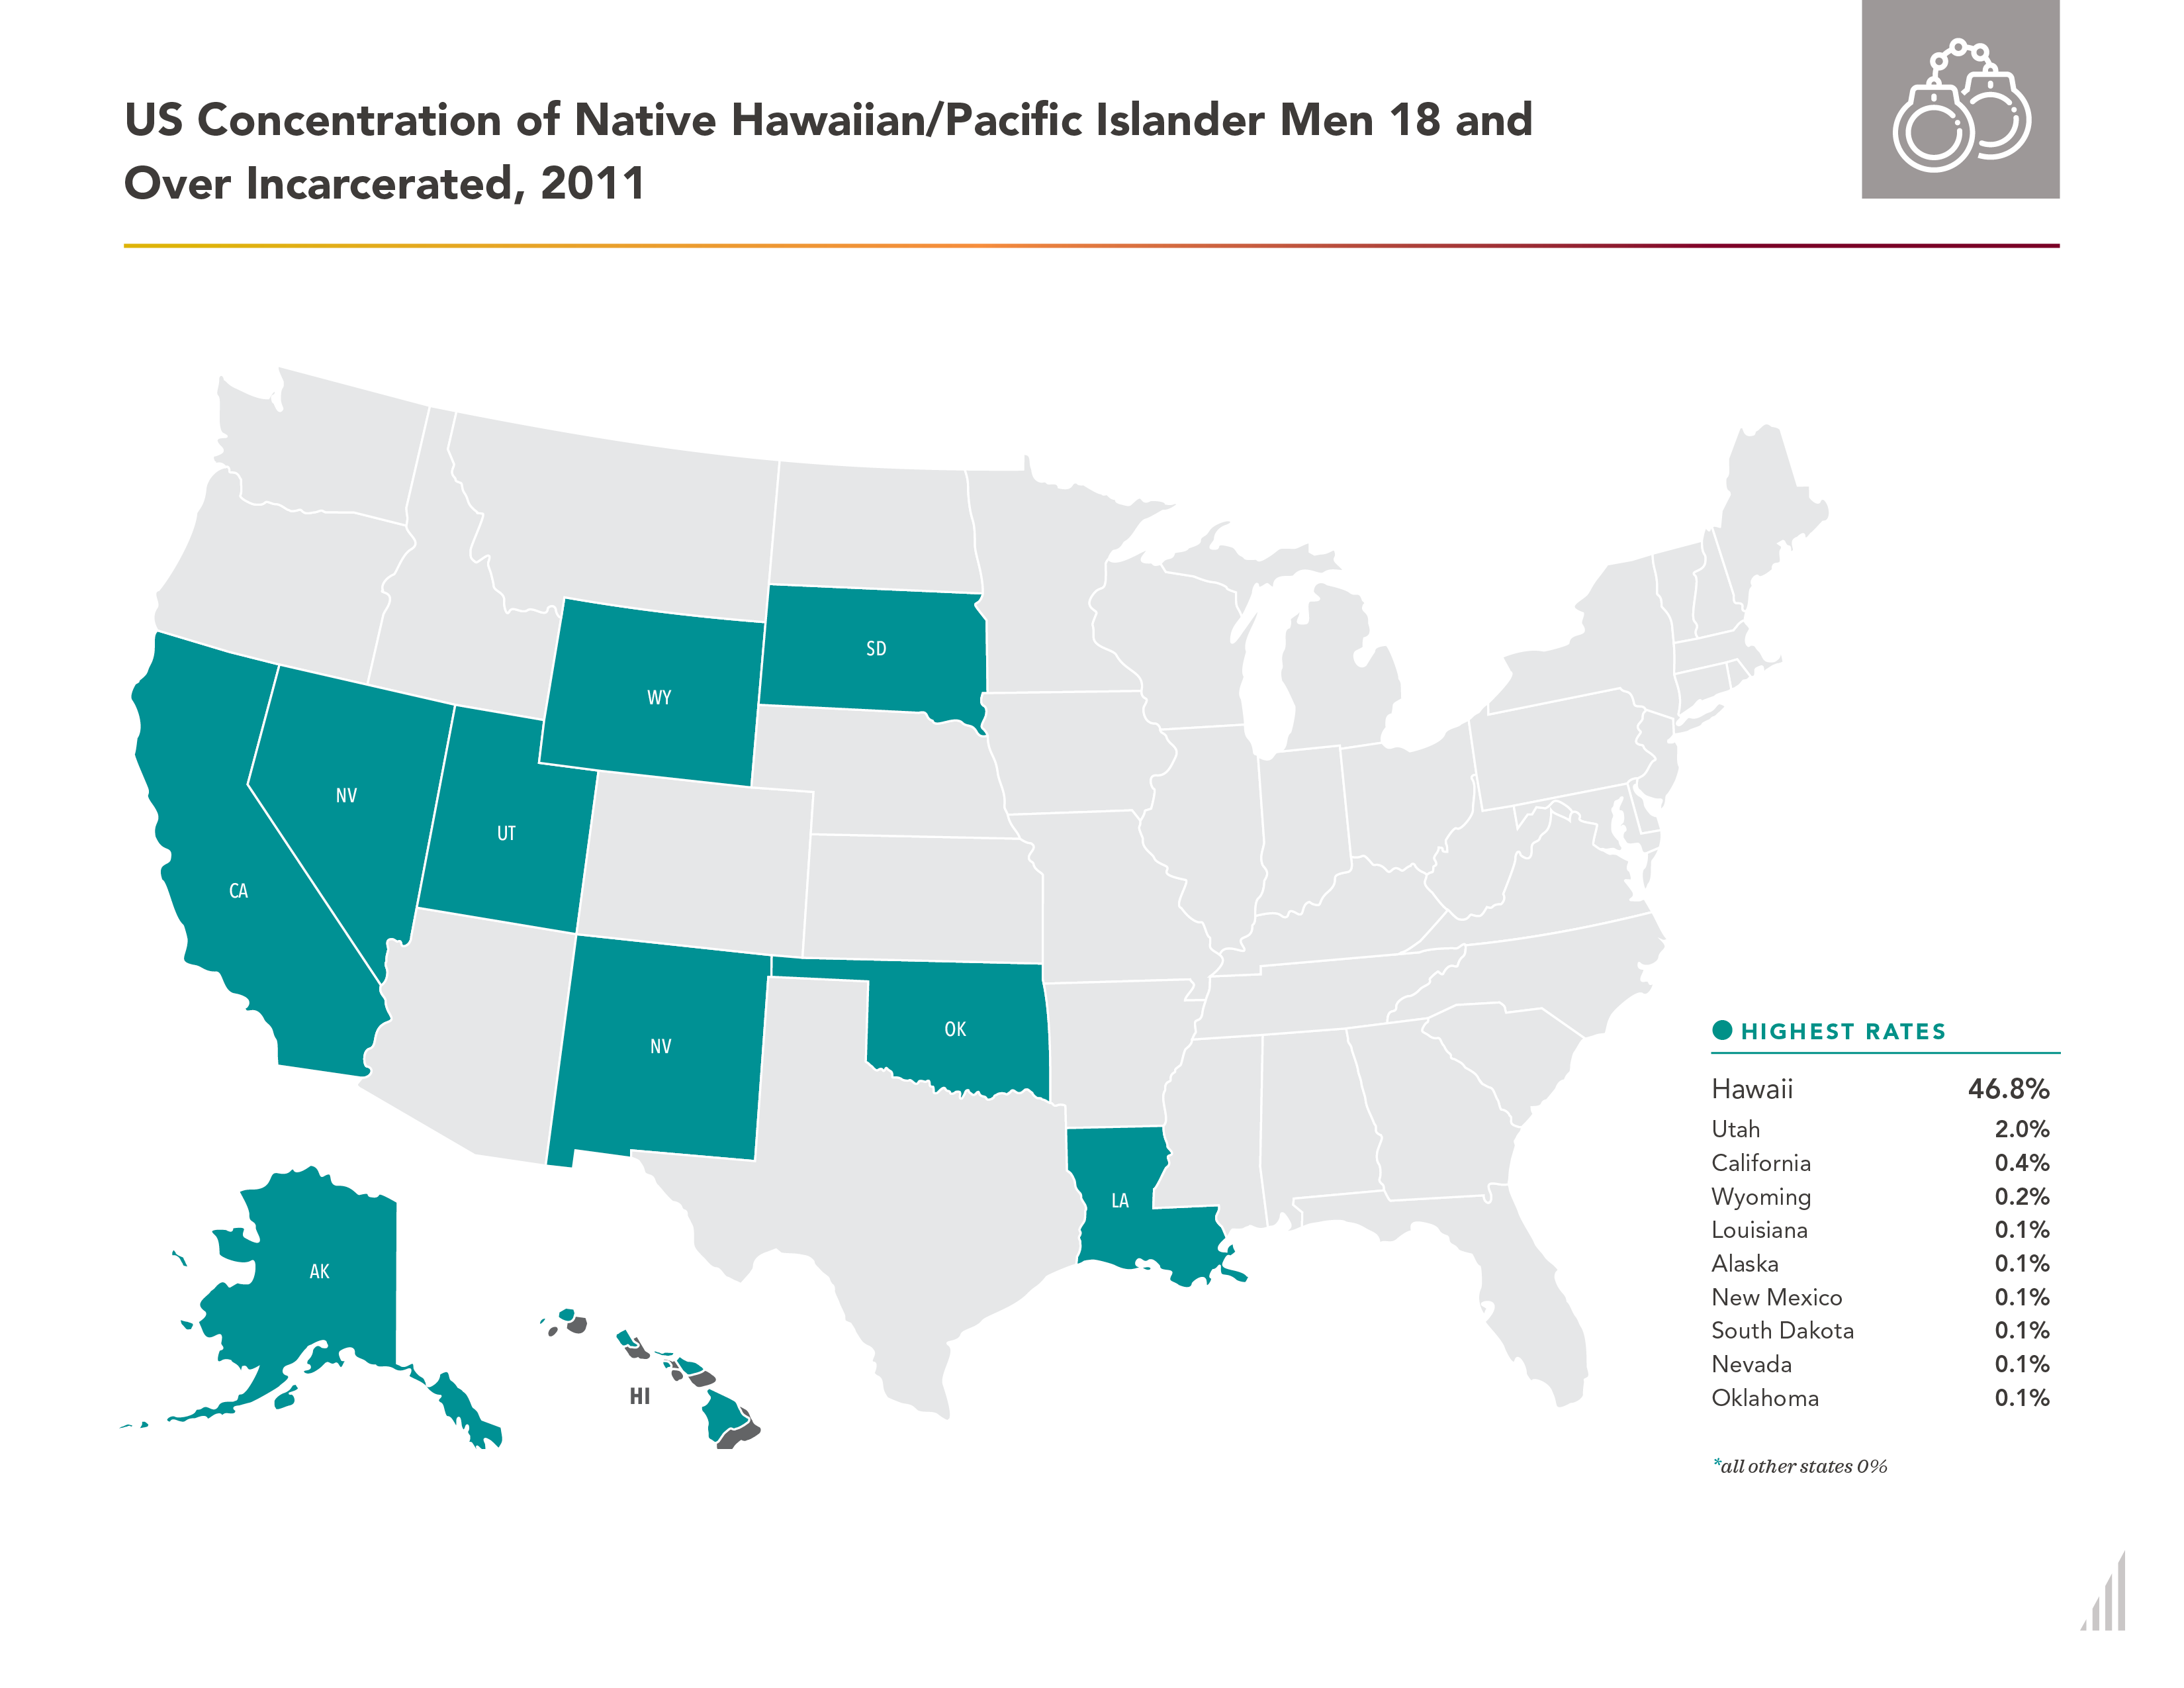 US Concentration of Native Hawaiian/Pacific Islander Men 18 and
Over Incarcerated, 2011
SD
WY
NV
UT
CA
OK
NV
LA
AK
HI
HIGHEST RATES
Hawaii 46.8%
Utah 2.0%
California 0.4%
Wyoming 0.2%
Louisiana 0.1%
Alaska 0.1%
New Mexico 0.1%
South Dakota 0.1%
Nevada 0.1%
Oklahoma 0.1%
*all other states 0%